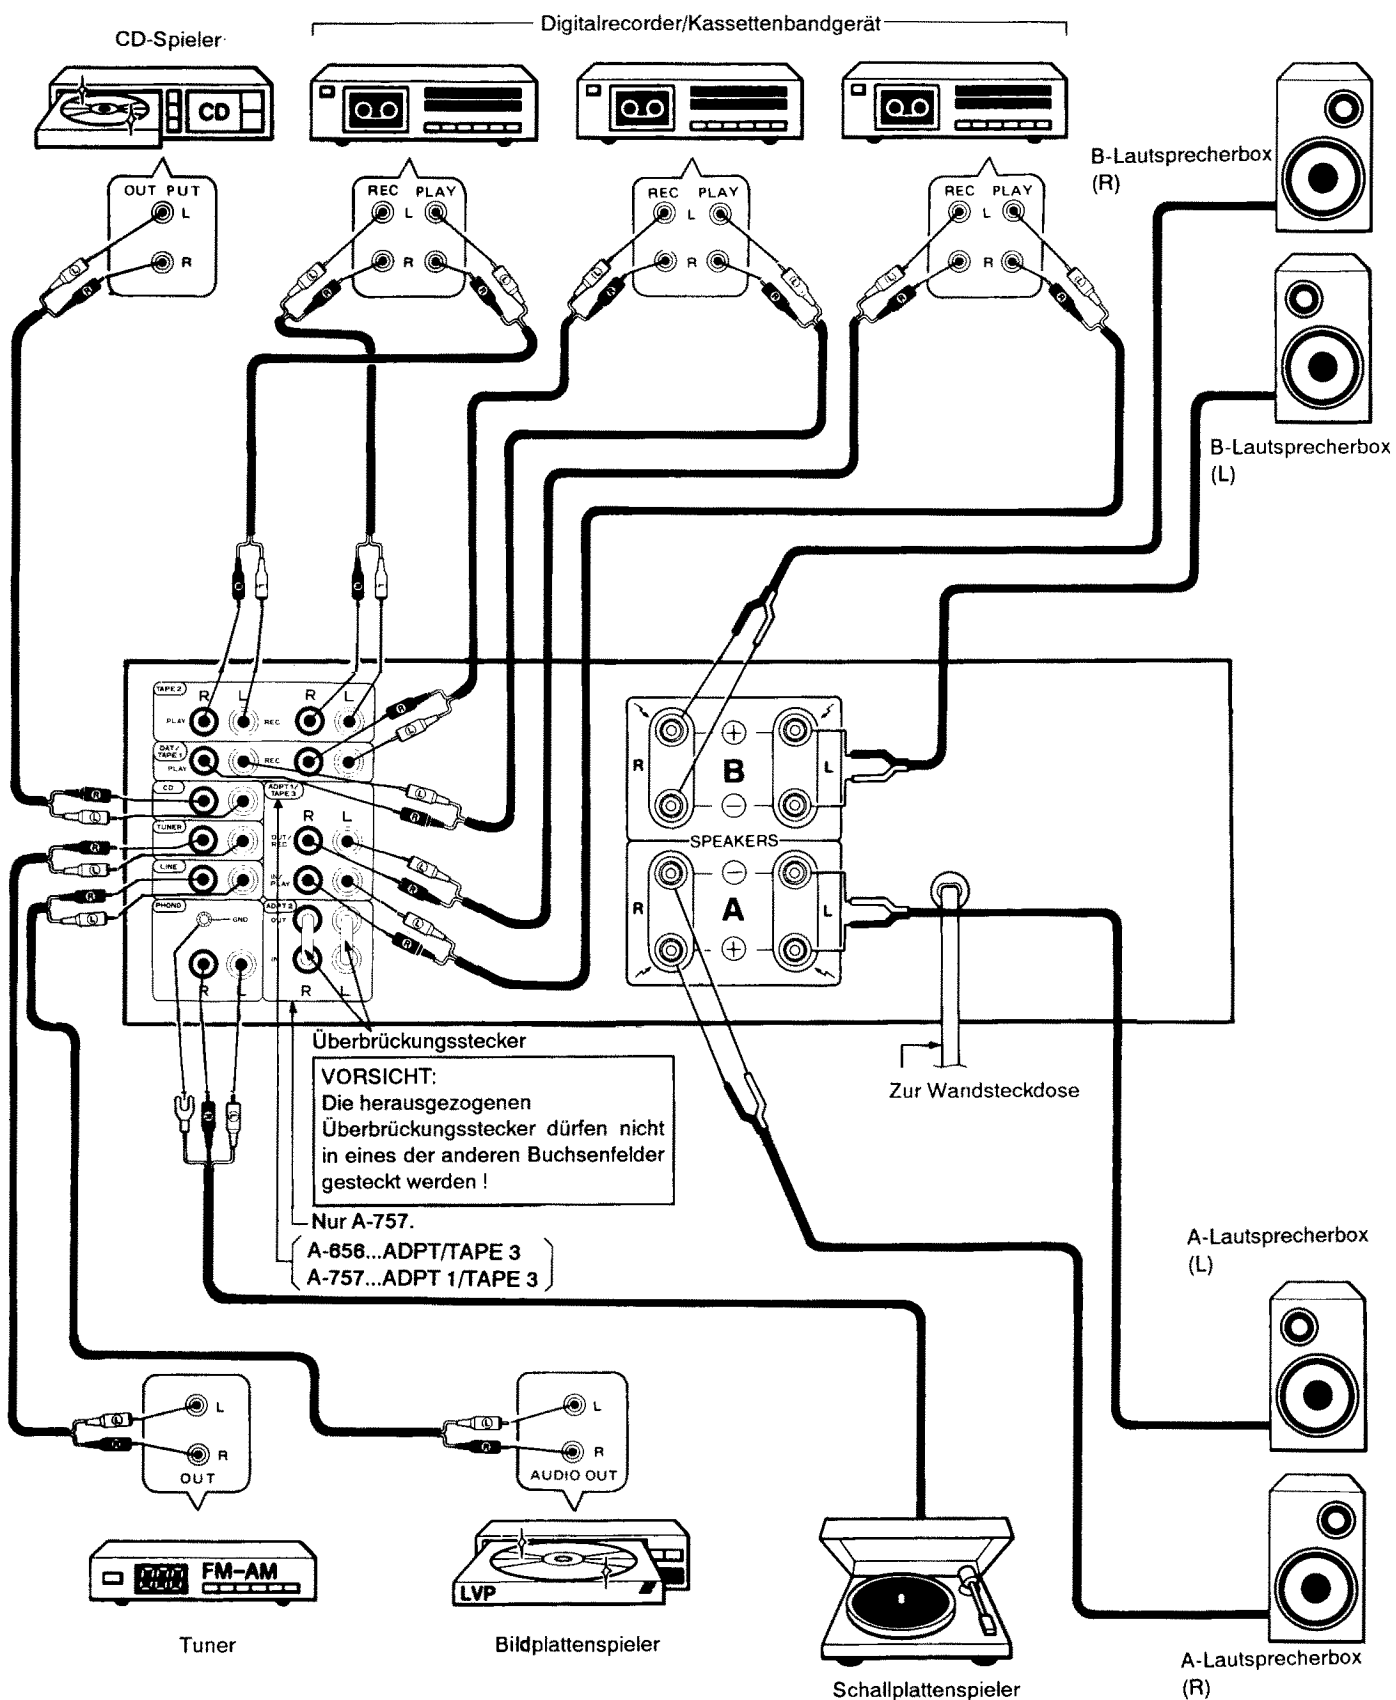 Digitalrecorder/Kassettenbandgerät
CD-Spieler
CD
B-Lautsprecherbox
(R)
OUT PUT
L
R
REC PLAY
L
R
REC PLAY
L
R
REC PLAY
L
R
B-Lautsprecherbox
(L)
TAPE 2
R L R L
PLAY REC
DAT/
TAPE 1
PLAY REC
CD
ADPT 1/
TAPE 3
R L
TUNER
OUT/
REC
LINE
IN/
PLAY
PHONO
GND
ADPT 2
OUT
IN
R L
R L
R
+
B
L
−
SPEAKERS
−
R
A
L
+
Überbrückungsstecker
VORSICHT:
Die herausgezogenen
Überbrückungsstecker dürfen nicht
in eines der anderen Buchsenfelder
gesteckt werden !
Zur Wandsteckdose
Nur A-757.
A-656...ADPT/TAPE 3
A-757...ADPT 1/TAPE 3
A-Lautsprecherbox
(L)
L
R
OUT
L
R
AUDIO OUT
FM–AM
LVP
Tuner
Bildplattenspieler
Schallplattenspieler
A-Lautsprecherbox
(R)